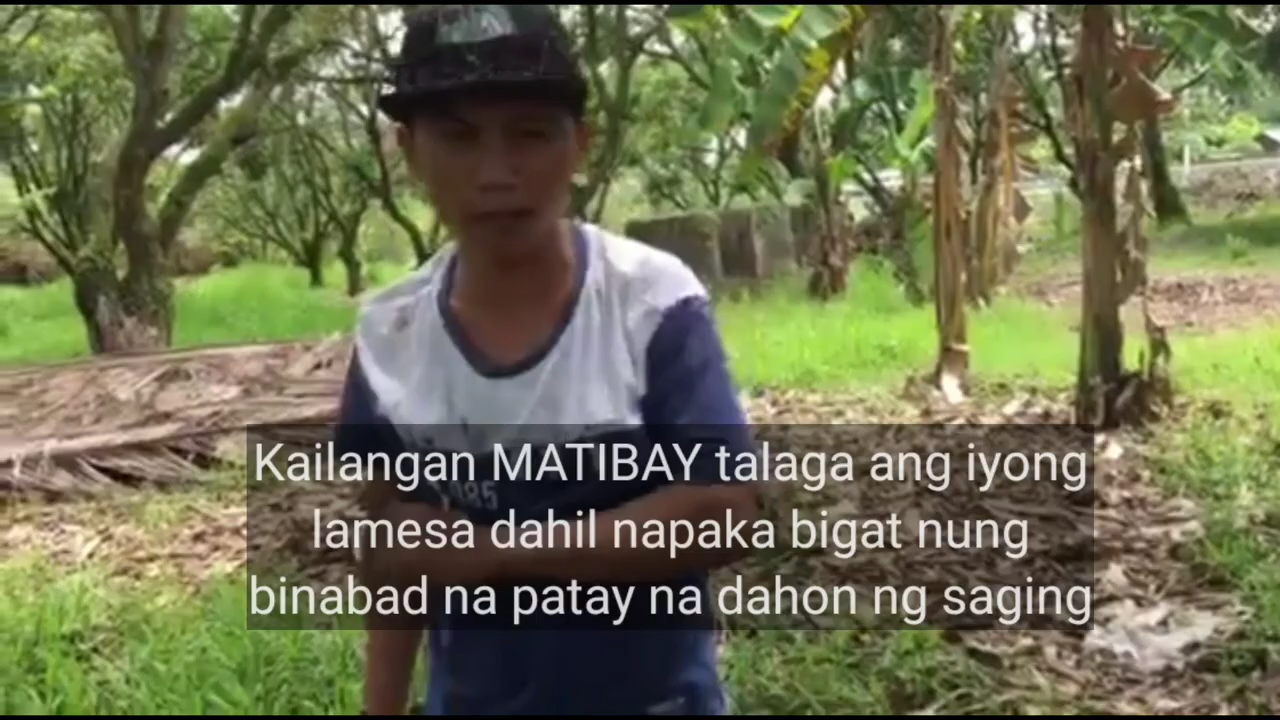 Kailangan MATIBAY talaga ang iyong
lamesa dahil napaka bigat nung
binabad na patay na dahon ng saging